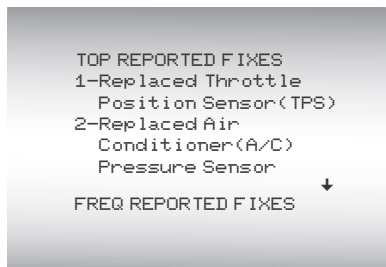 TOP REPORTED FIXES
1-Replaced Throttle
Position Sensor(TPS)
2-Replaced Air
Conditioner(A/C)
Pressure Sensor
FREQ REPORTED FIXES